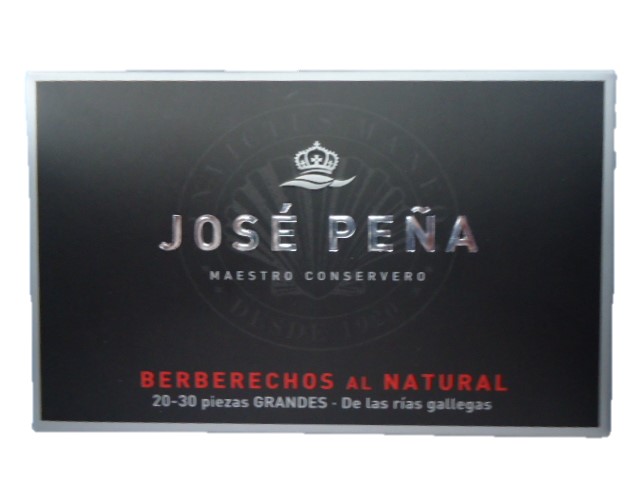 JOSÉ PEÑA
MAESTRO CONSERVERO
BERBERECHOS AL NATURAL
20-30 piezas GRANDES - De las rías gallegas